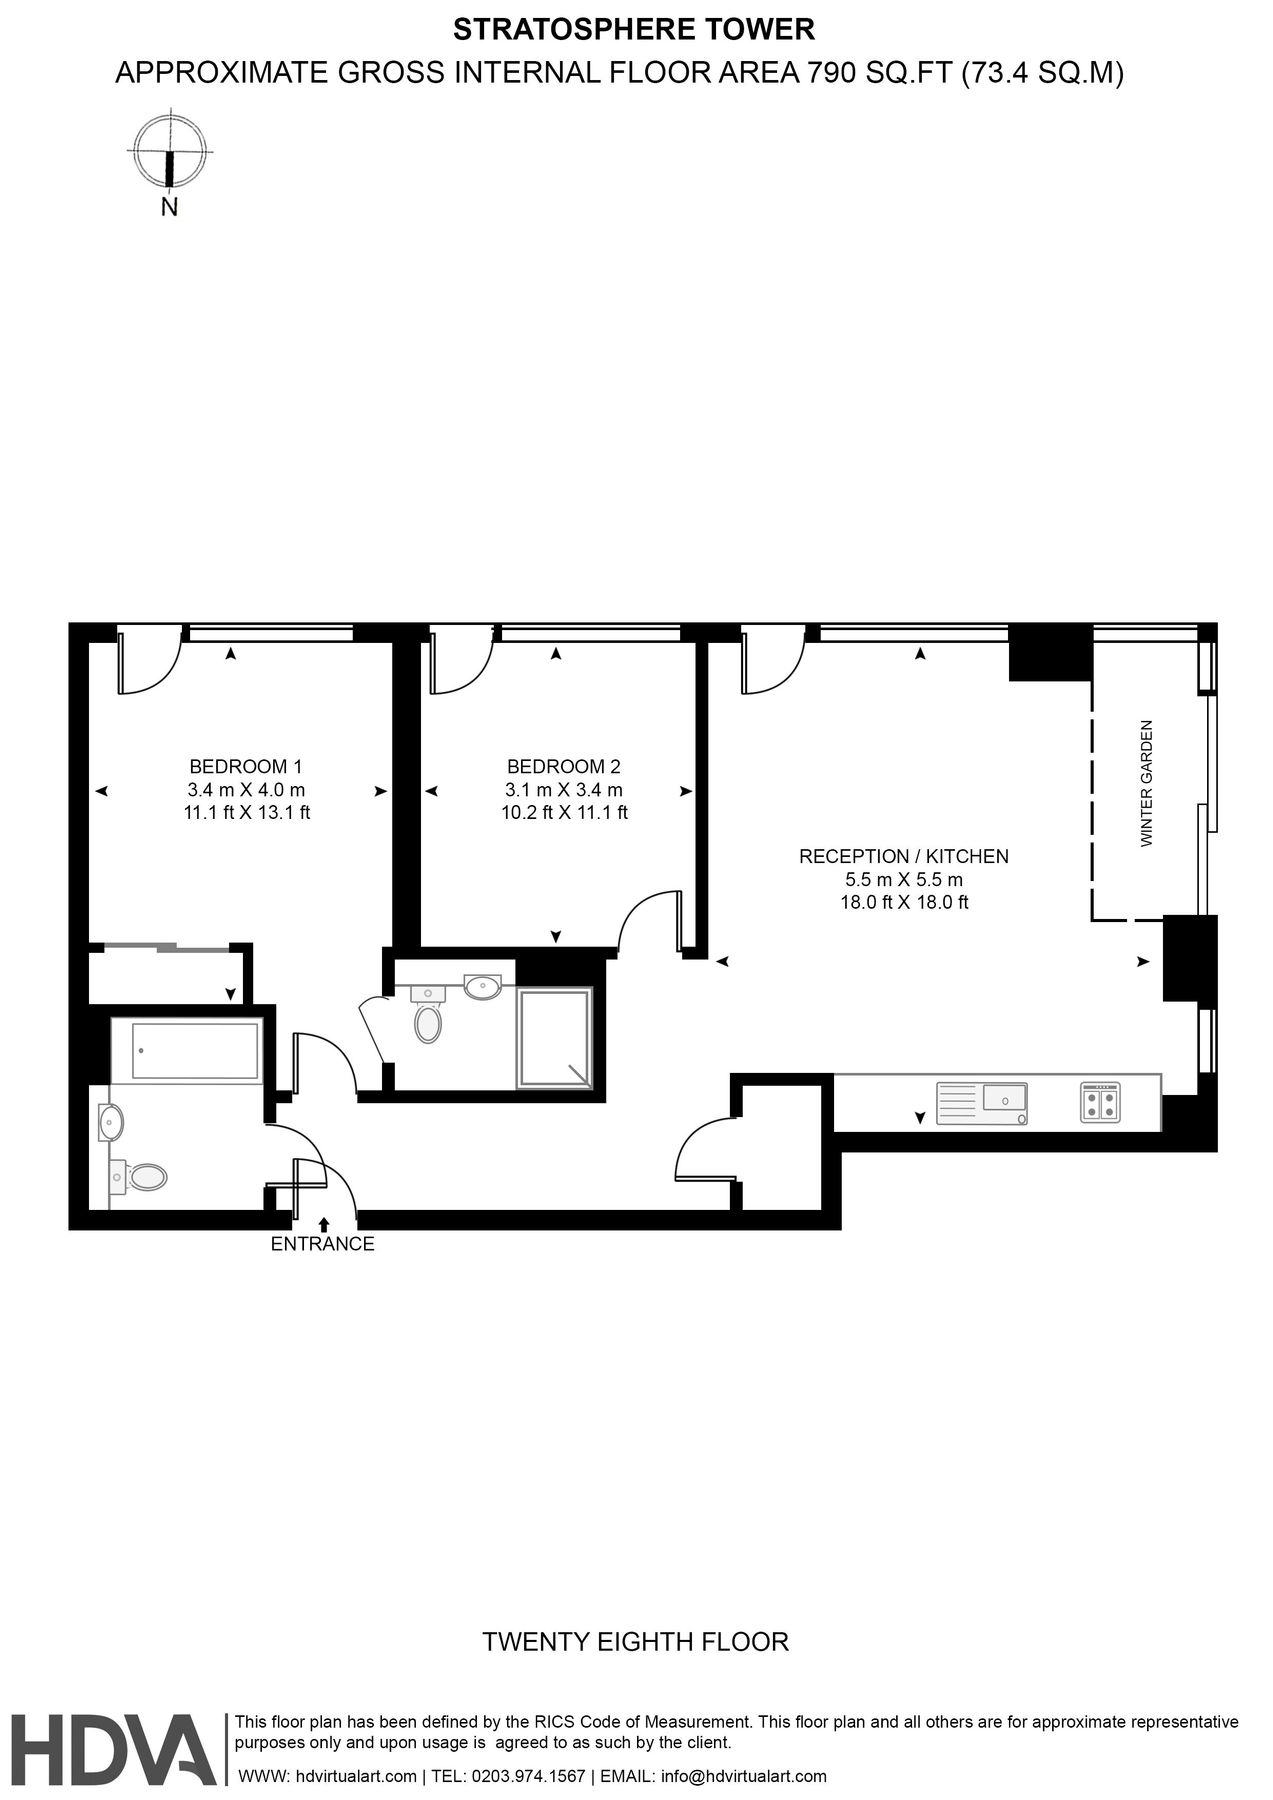 STRATOSPHERE TOWER
APPROXIMATE GROSS INTERNAL FLOOR AREA 790 SQ.FT (73.4 SQ.M)
N
BEDROOM 1
3.4 m X 4.0 m
11.1 ft X 13.1 ft
BEDROOM 2
3.1 m X 3.4 m
10.2 ft X 11.1 ft
WINTER GARDEN
RECEPTION / KITCHEN
5.5 m X 5.5 m
18.0 ft X 18.0 ft
ENTRANCE
TWENTY EIGHTH FLOOR
HDVA
This floor plan has been defined by the RICS Code of Measurement. This floor plan and all others are for approximate representative
purposes only and upon usage is agreed to as such by the client.
WWW: hdvirtualart.com | TEL: 0203.974.1567 | EMAIL: info@hdvirtualart.com